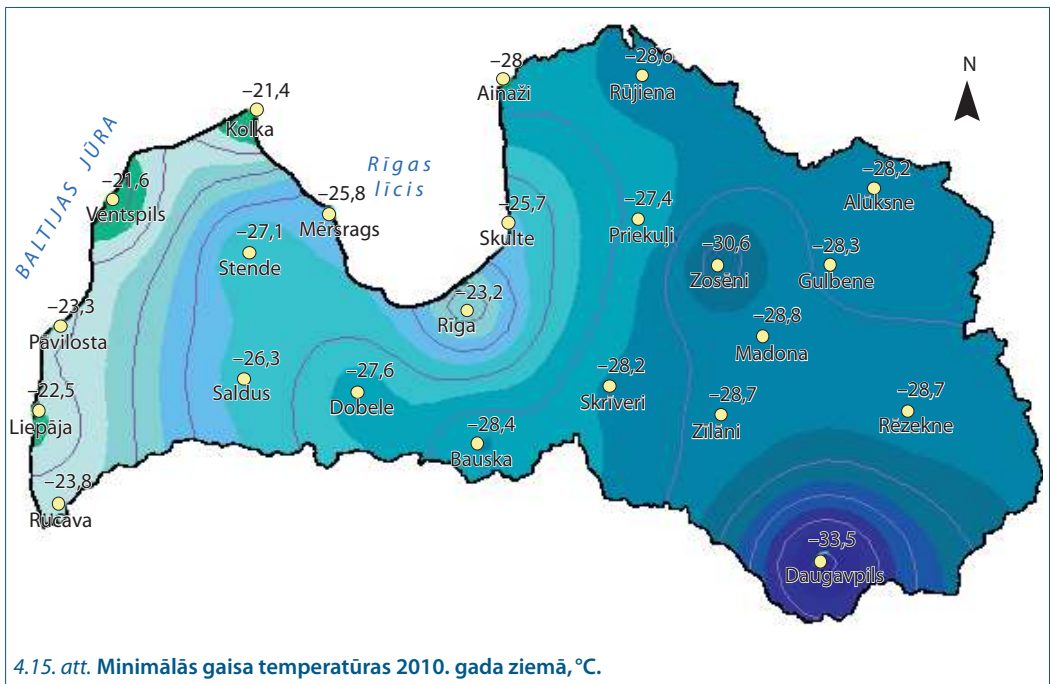 –28
Ainaži
–28,6
Rūjiena
N
–21,4
Kolka
BALTIJAS JŪRA
Rīgas
līcis
–21,6
Ventspils
–25,8
Mērsrags
–28,2
Alūksne
–27,1
Stende
–25,7
Skulte
–27,4
Priekuļi
–30,6
Zosēni
–28,3
Gulbene
–23,3
Pāvilosta
–23,2
Rīga
–28,8
Madona
–26,3
Saldus
–27,6
Dobele
–28,2
Skrīveri
–22,5
Liepāja
–28,7
Zīlāni
–28,7
Rēzekne
–28,4
Bauska
–23,8
Rucava
–33,5
Daugavpils
4.15. att. Minimālās gaisa temperatūras 2010. gada ziemā, °C.